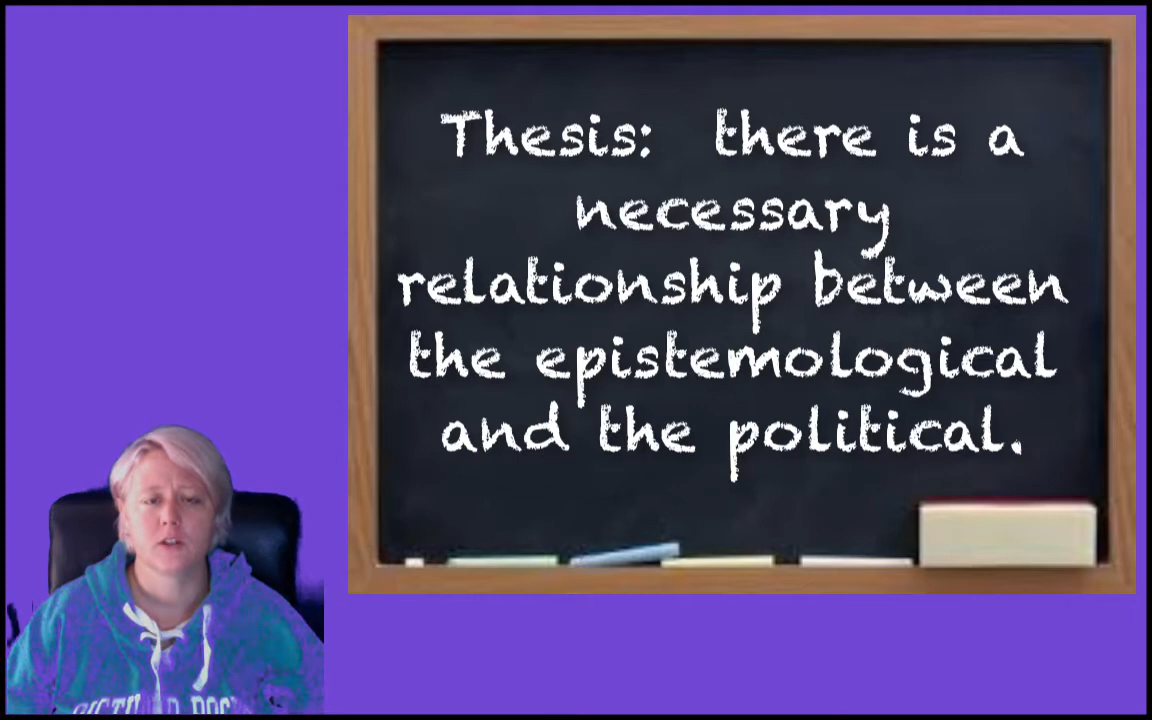 Thesis: there is a
necessary
relationship between
the epistemological
and the political.